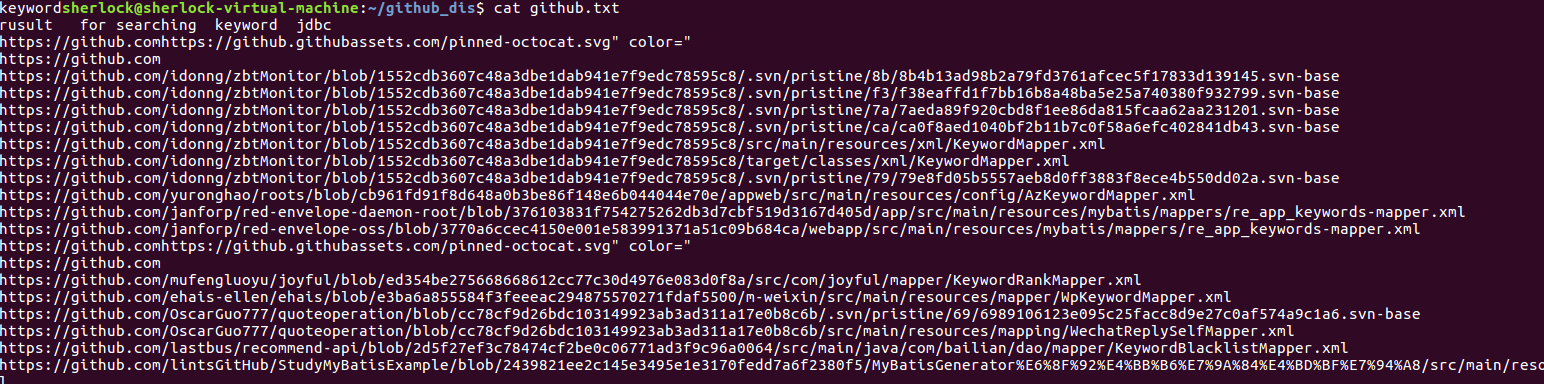 keywordsherlock@sherlock-virtual-machine:~/github_dis$ cat github.txt
rusult   for searching  keyword  jdbc
https://github.comhttps://github.githubassets.com/pinned-octocat.svg" color="
https://github.com
https://github.com/idonng/zbtMonitor/blob/1552cdb3607c48a3dbe1dab941e7f9edc78595c8/.svn/pristine/8b/8b4b13ad98b2a79fd3761afcec5f17833d139145.svn-base
https://github.com/idonng/zbtMonitor/blob/1552cdb3607c48a3dbe1dab941e7f9edc78595c8/.svn/pristine/f3/f38eaffd1f7bb16b8a48ba5e25a740380f932799.svn-base
https://github.com/idonng/zbtMonitor/blob/1552cdb3607c48a3dbe1dab941e7f9edc78595c8/.svn/pristine/7a/7aeda89f920cbd8f1ee86da815fcaa62aa231201.svn-base
https://github.com/idonng/zbtMonitor/blob/1552cdb3607c48a3dbe1dab941e7f9edc78595c8/.svn/pristine/ca/ca0f8aed1040bf2b11b7c0f58a6efc402841db43.svn-base
https://github.com/idonng/zbtMonitor/blob/1552cdb3607c48a3dbe1dab941e7f9edc78595c8/src/main/resources/xml/KeywordMapper.xml
https://github.com/idonng/zbtMonitor/blob/1552cdb3607c48a3dbe1dab941e7f9edc78595c8/target/classes/xml/KeywordMapper.xml
https://github.com/idonng/zbtMonitor/blob/1552cdb3607c48a3dbe1dab941e7f9edc78595c8/.svn/pristine/79/79e8fd05b5557aeb8d0ff3883f8ece4b550dd02a.svn-base
https://github.com/yuronghao/roots/blob/cb961fd91f8d648a0b3be86f148e6b044044e70e/appweb/src/main/resources/config/AzKeywordMapper.xml
https://github.com/janforp/red-envelope-daemon-root/blob/376103831f754275262db3d7cbf519d3167d405d/app/src/main/resources/mybatis/mappers/re_app_keywords-mapper.xml
https://github.com/janforp/red-envelope-oss/blob/3770a6ccec4150e001e583991371a51c09b684ca/webapp/src/main/resources/mybatis/mappers/re_app_keywords-mapper.xml
https://github.comhttps://github.githubassets.com/pinned-octocat.svg" color="
https://github.com
https://github.com/mufengluoyu/joyful/blob/ed354be275668668612cc77c30d4976e083d0f8a/src/com/joyful/mapper/KeywordRankMapper.xml
https://github.com/ehais-ellen/ehais/blob/e3ba6a855584f3feeeac294875570271fdaf5500/m-weixin/src/main/resources/mapper/WpKeywordMapper.xml
https://github.com/OscarGuo777/quoteoperation/blob/cc78cf9d26bdc103149923ab3ad311a17e0b8c6b/.svn/pristine/69/6989106123e095c25facc8d9e27c0af574a9c1a6.svn-base
https://github.com/OscarGuo777/quoteoperation/blob/cc78cf9d26bdc103149923ab3ad311a17e0b8c6b/src/main/resources/mapping/WechatReplySelfMapper.xml
https://github.com/lastbus/recommend-api/blob/2d5f27ef3c78474cf2be0c06771ad3f9c96a0064/src/main/java/com/bailian/dao/mapper/KeywordBlacklistMapper.xml
https://github.com/lintsGitHub/StudyMyBatisExample/blob/2439821ee2c145e3495e1e3170fedd7a6f2380f5/MyBatisGenerator%E6%8F%92%E4%BB%B6%E7%9A%84%E4%BD%BF%E7%94%A8/src/main/reso